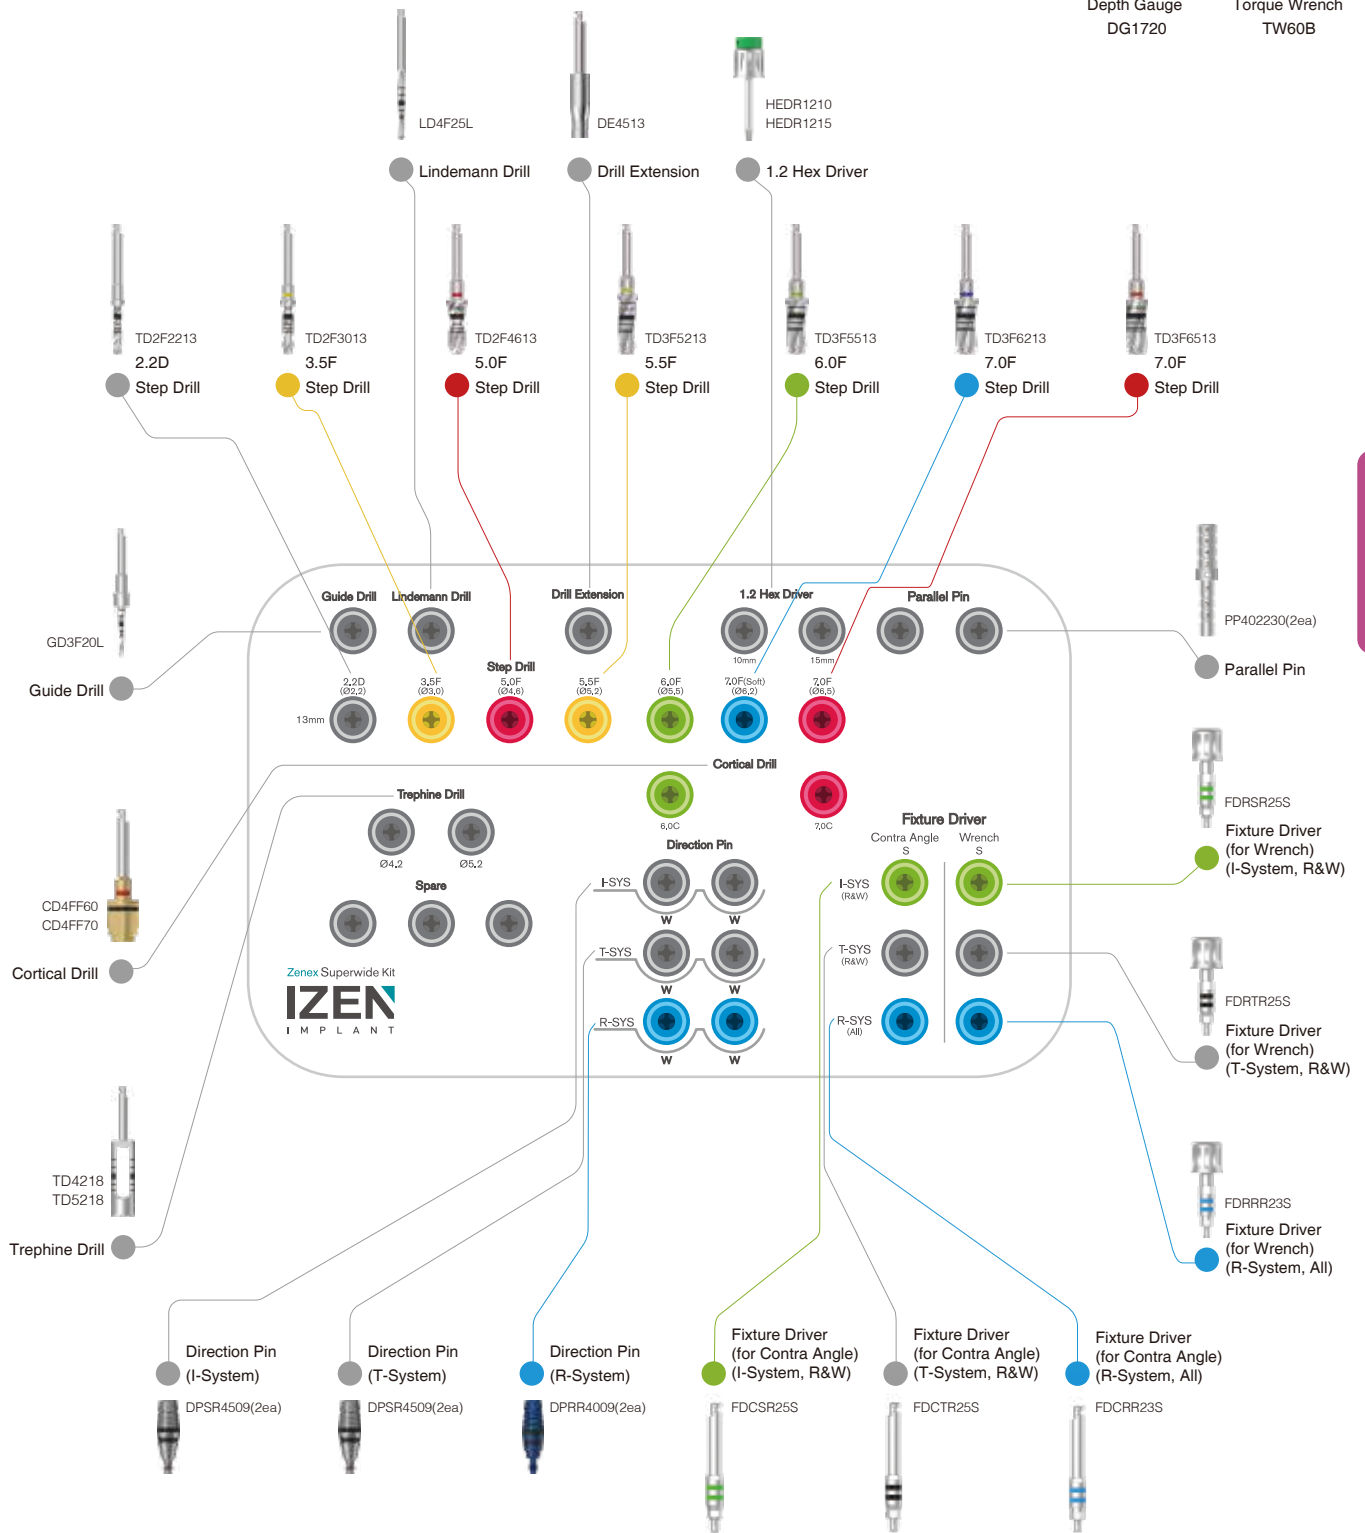 Depth Gauge
DG1720
Torque Wrench
TW60B
LD4F25L
Lindemann Drill
DE4513
Drill Extension
HEDR1210
HEDR1215
1.2 Hex Driver
TD2F2213
2.2D
Step Drill
TD2F3013
3.5F
Step Drill
TD2F4613
5.0F
Step Drill
TD3F5213
5.5F
Step Drill
TD3F5513
6.0F
Step Drill
TD3F6213
7.0F
Step Drill
TD3F6513
7.0F
Step Drill
GD3F20L
Guide Drill
PP402230(2ea)
Parallel Pin
Guide Drill
Lindemann Drill
Drill Extension
1.2 Hex Driver
10mm
15mm
Parallel Pin
Step Drill
13mm
2.2D
(Ø2.2)
3.5F
(Ø3.0)
5.0F
(Ø4.6)
5.5F
(Ø5.2)
6.0F
(Ø5.5)
7.0F(Soft)
(Ø6.2)
7.0F
(Ø6.5)
Cortical Drill
6.0C
7.0C
Trephine Drill
Ø4.2
Ø5.2
Spare
Direction Pin
I-SYS
W
W
T-SYS
W
W
R-SYS
W
W
Fixture Driver
Contra Angle
S
Wrench
S
I-SYS
(R&W)
T-SYS
(R&W)
R-SYS
(All)
Zenex Superwide Kit
IZEN
IMPLANT
CD4FF60
CD4FF70
Cortical Drill
TD4218
TD5218
Trephine Drill
FDRSR25S
Fixture Driver
(for Wrench)
(I-System, R&W)
FDRTR25S
Fixture Driver
(for Wrench)
(T-System, R&W)
FDRRR23S
Fixture Driver
(for Wrench)
(R-System, All)
Direction Pin
(I-System)
DPSR4509(2ea)
Direction Pin
(T-System)
DPSR4509(2ea)
Direction Pin
(R-System)
DPRR4009(2ea)
Fixture Driver
(for Contra Angle)
(I-System, R&W)
FDCSR25S
Fixture Driver
(for Contra Angle)
(T-System, R&W)
FDCTR25S
Fixture Driver
(for Contra Angle)
(R-System, All)
FDCRR23S